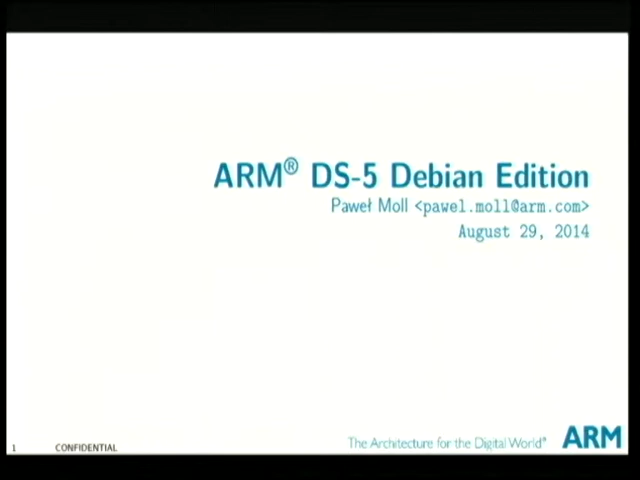 ARM® DS-5 Debian Edition
Paweł Moll <pawel.moll@arm.com>
August 29, 2014
1 CONFIDENTIAL
The Architecture for the Digital World® ARM